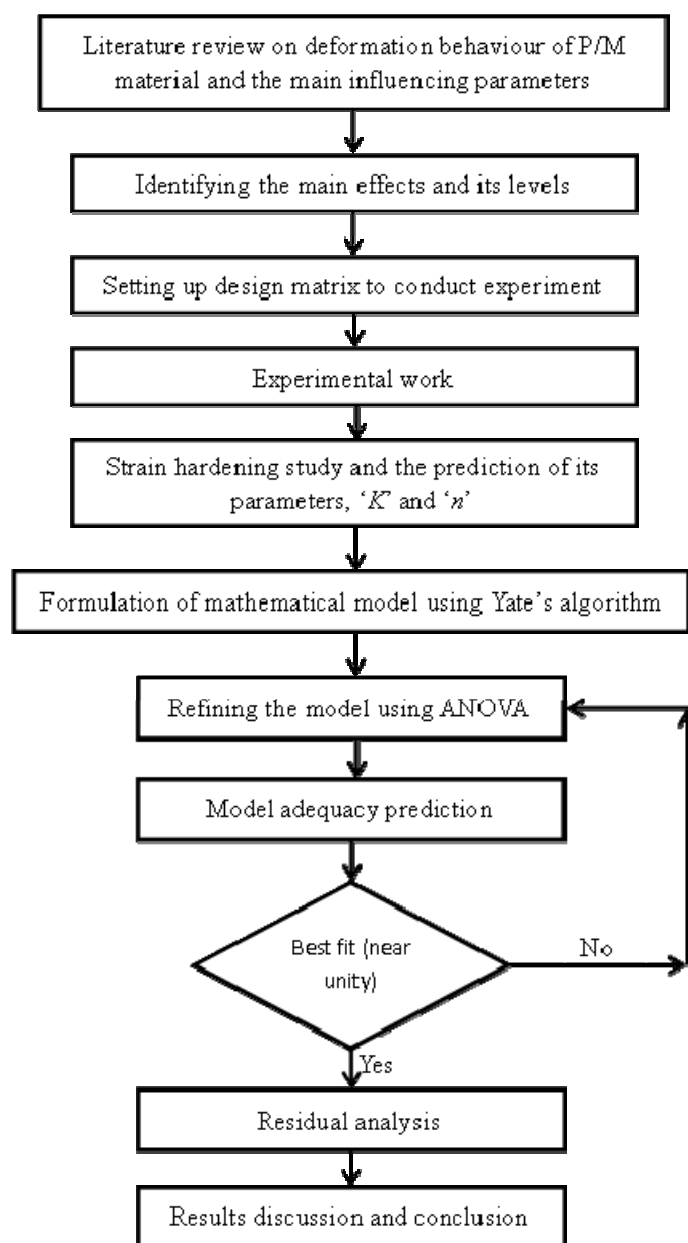 Literature review on deformation behaviour of P/M
material and the main influencing parameters
Identifying the main effects and its levels
Setting up design matrix to conduct experiment
Experimental work
Strain hardening study and the prediction of its
parameters, ‘K’ and ‘n’
Formulation of mathematical model using Yate’s algorithm
Refining the model using ANOVA
Model adequacy prediction
Best fit (near
unity)
No
Yes
Residual analysis
Results discussion and conclusion